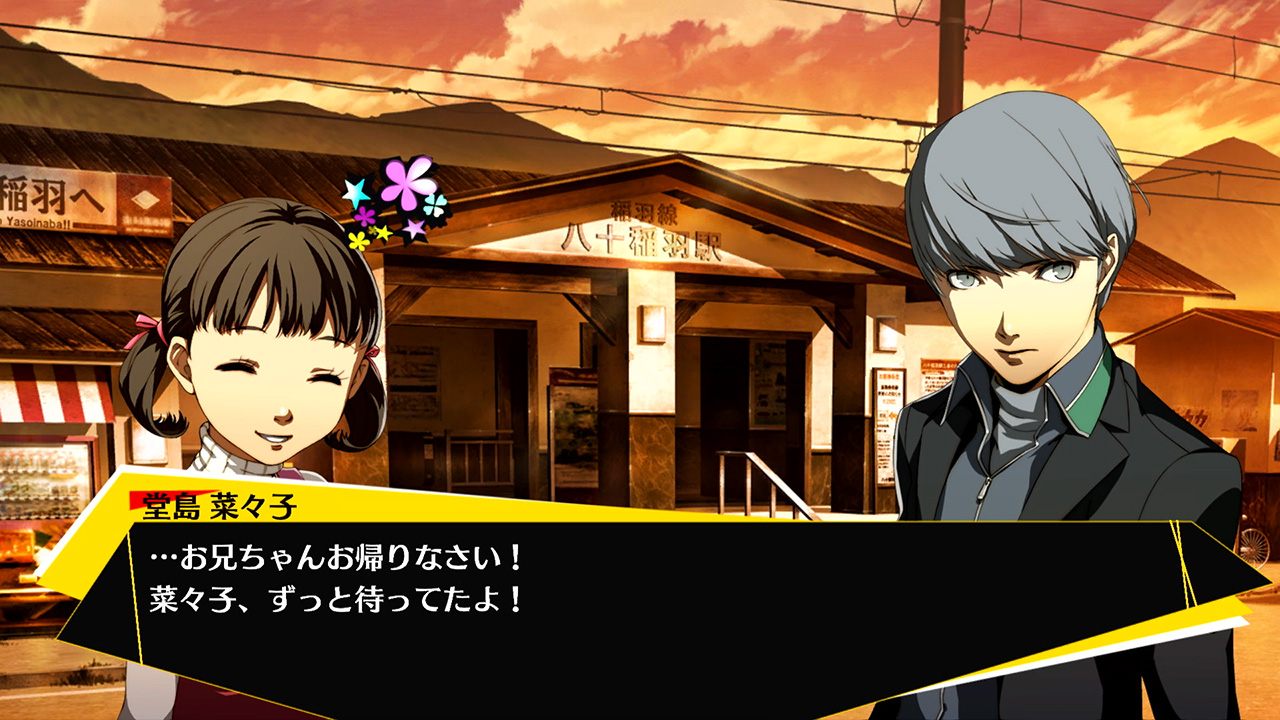 稲羽へ
Yasoinaba!!
稲羽線
八十稲羽駅
堂島 菜々子
…お兄ちゃんお帰りなさい！
菜々子、ずっと待ってたよ！